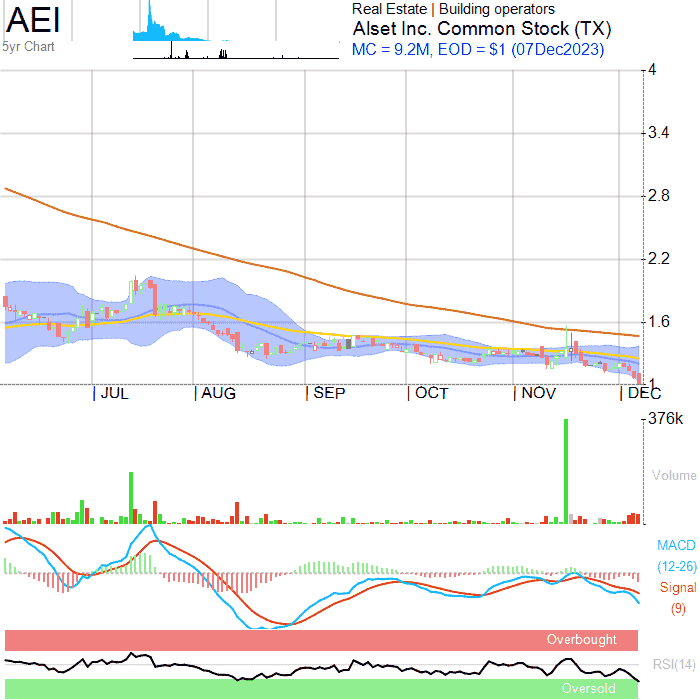 AEI
5yr Chart
Real Estate | Building operators
Alset Inc. Common Stock (TX)
MC = 9.2M, EOD = $1 (07Dec2023)
4
3.4
2.8
2.2
1.6
1
JUL AUG SEP OCT NOV DEC
376k
Volume
MACD
(12-26)
Signal
(9)
Overbought
RSI(14)
Oversold